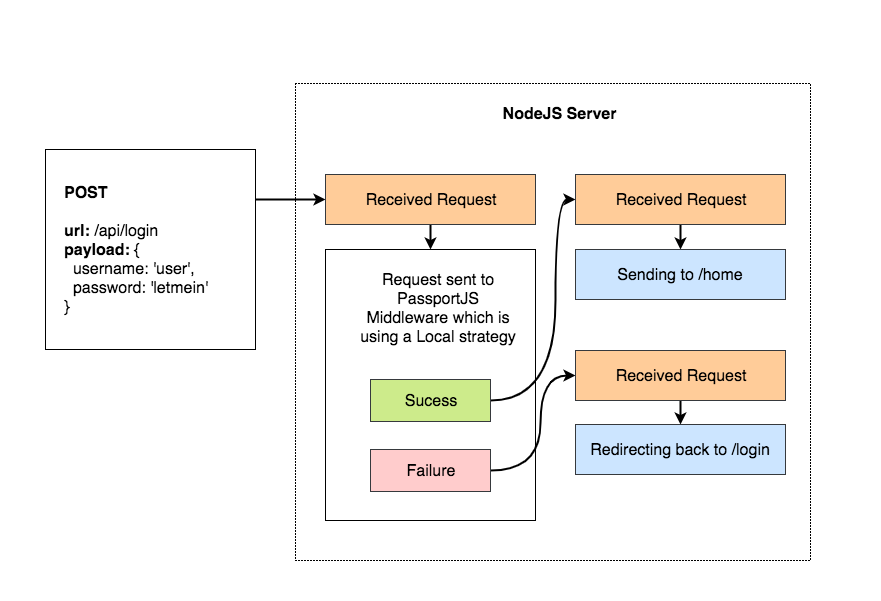 NodeJS Server
POST
url: /api/login
payload: {
username: 'user',
password: 'letmein'
}
Received Request
Request sent to
PassportJS
Middleware which is
using a Local strategy
Sucess
Failure
Received Request
Sending to /home
Received Request
Redirecting back to /login